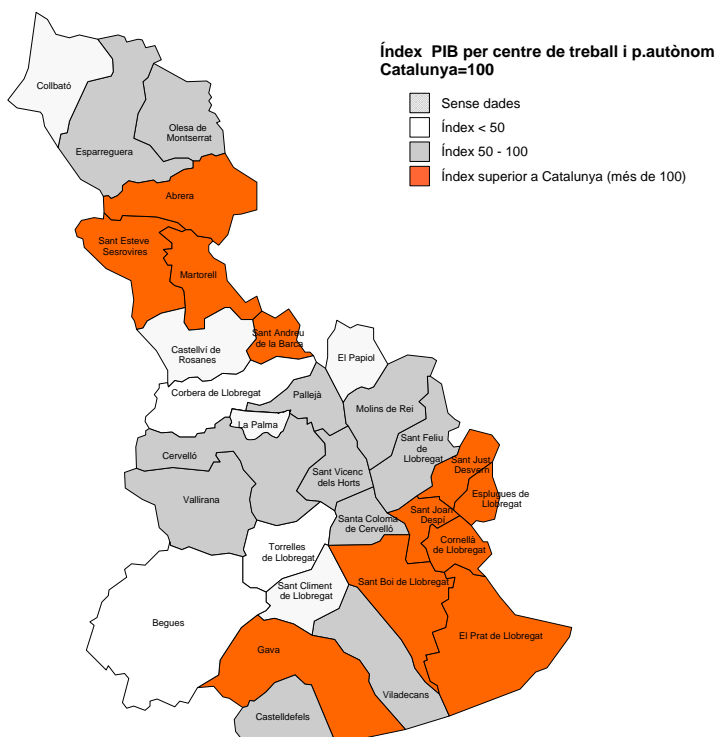 Índex  PIB per centre de treball i p.autònom
Catalunya=100
Sense dades
Índex < 50
Índex 50 - 100
Índex superior a Catalunya (més de 100)
Collbató
Olesa de
Montserrat
Esparreguera
Abrera
Sant Esteve
Sesrovires
Martorell
Sant Andreu
de la Barca
Castellví de
Rosanes
El Papiol
Corbera de Llobregat
Pallejà
Molins de Rei
La Palma
Sant Feliu
de
Llobregat
Cervelló
Sant Just
Desvern
Sant Vicenc
dels Horts
Vallirana
Esplugues de
Llobregat
Sant Joan
Despí
Santa Coloma
de Cervelló
Cornellà
de Llobregat
Torrelles
de Llobregat
Sant Climent
de Llobregat
Sant Boi de Llobregat
Begues
El Prat de Llobregat
Gava
Viladecans
Castelldefels